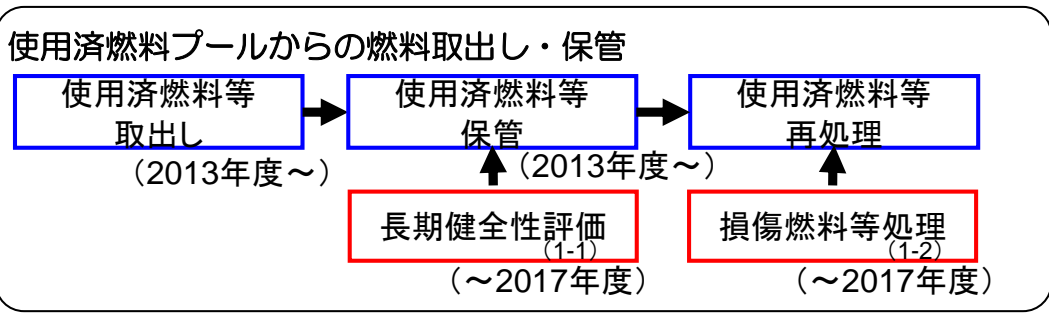 使用済燃料プールからの燃料取出し・保管
使用済燃料等
取出し
(2013年度～)
使用済燃料等
保管
(2013年度～)
使用済燃料等
再処理
長期健全性評価
(1-1)
(～2017年度)
損傷燃料等処理
(1-2)
(～2017年度)